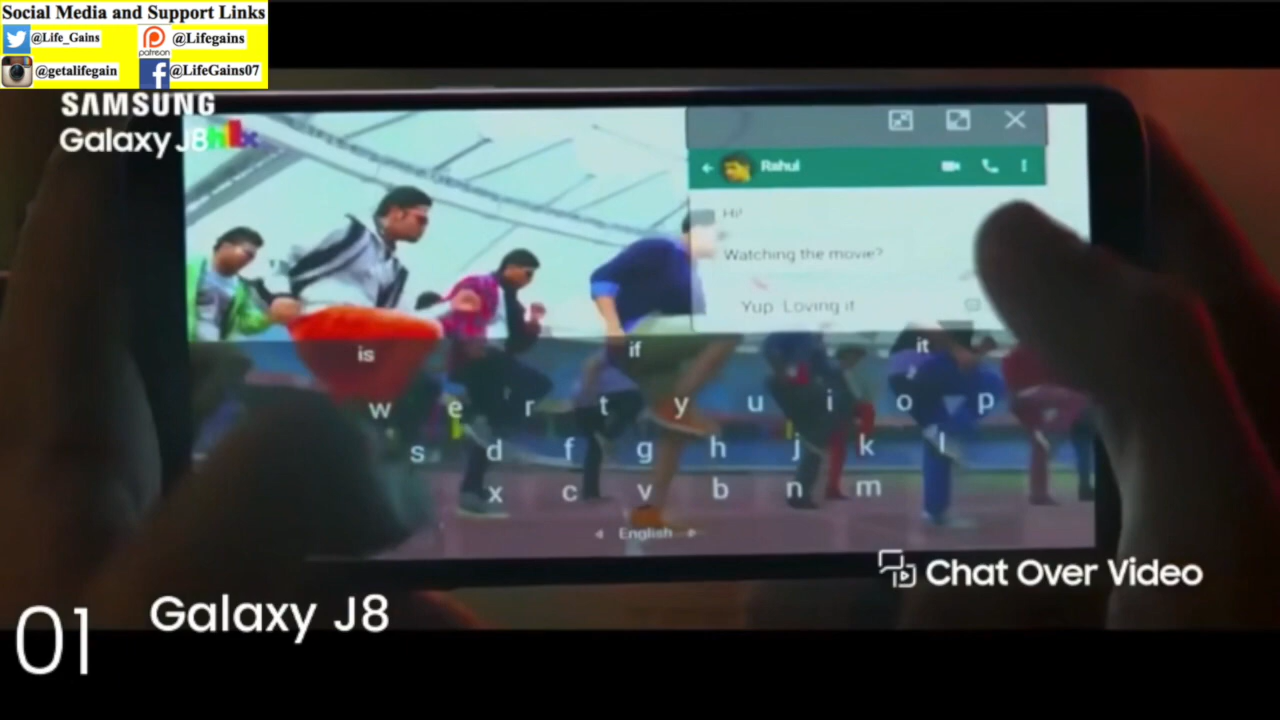 Social Media and Support Links
@Life_Gains
@Lifegains
patreon
@getalifegain
@LifeGains07
SAMSUNG
Galaxy J8
Rahul
Hi!
Watching the movie?
Yup Loving it
is if it
w e r t y u i o p
s d f g h j k l
x c v b n m
English
Chat Over Video
01
Galaxy J8